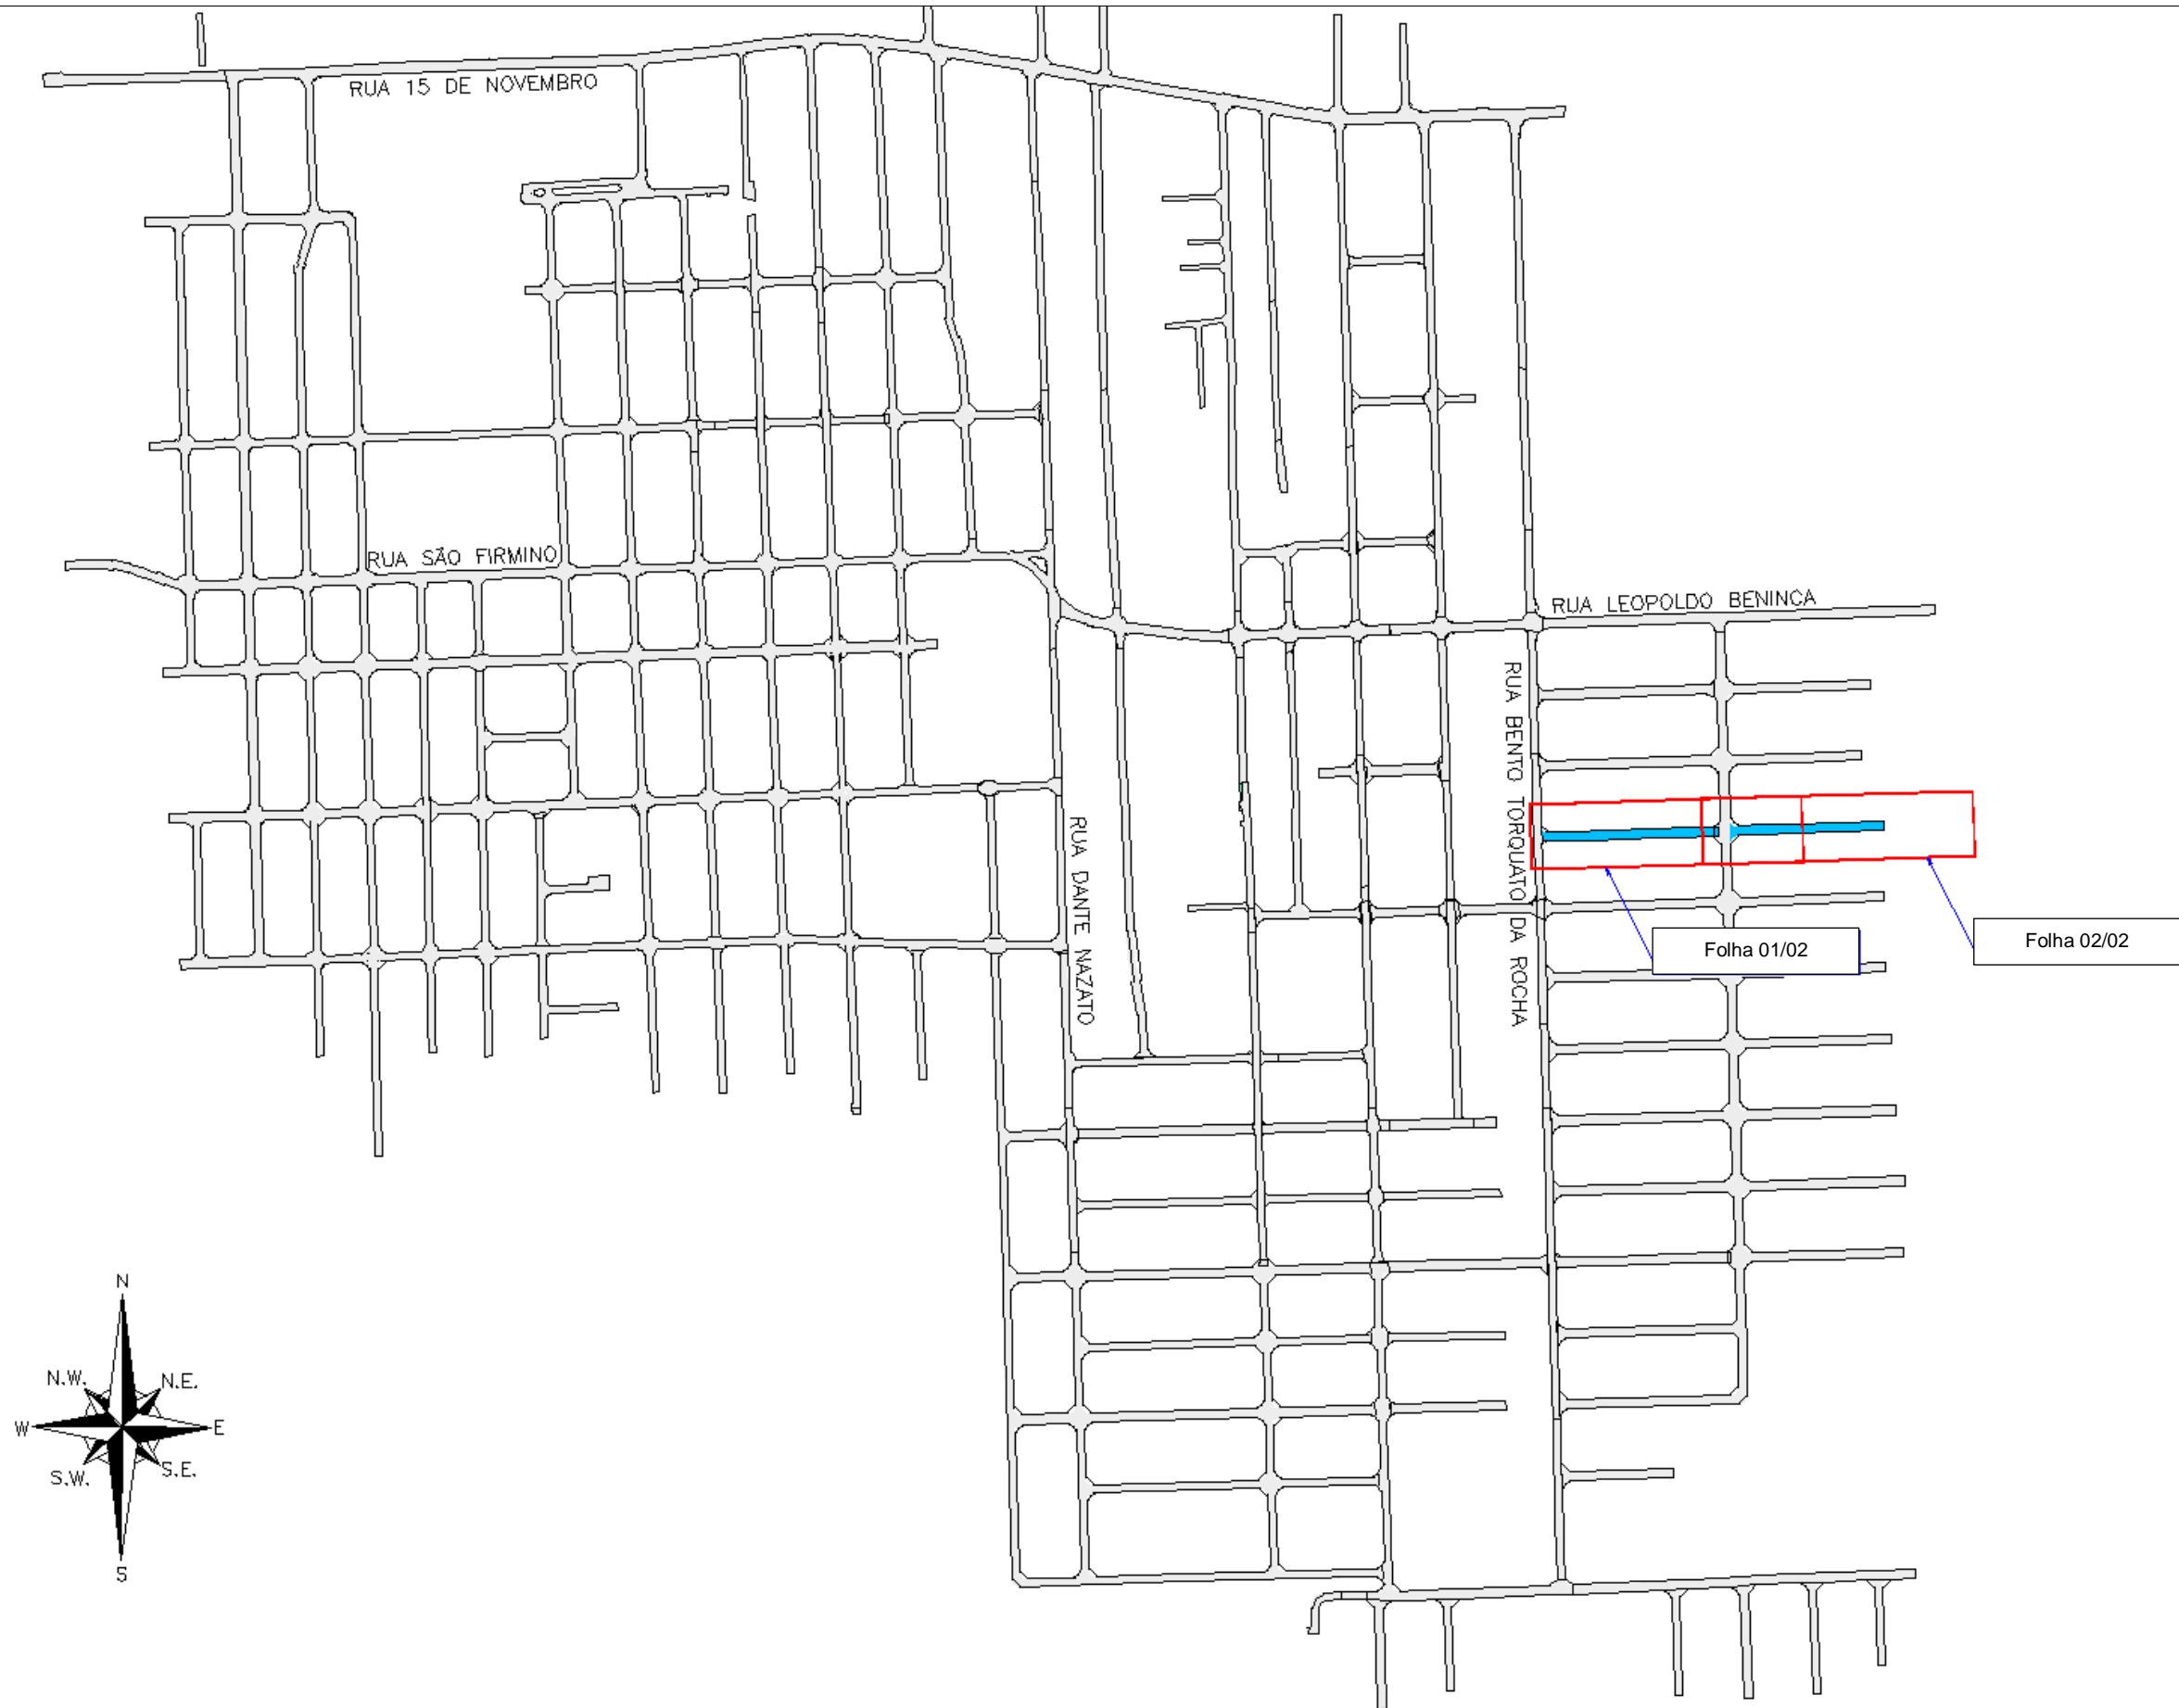 RUA 15 DE NOVEMBRO
RUA SÃO FIRMINO
RUA LEOPOLDO BENINCA
RUA BENTO TORQUATO DA ROCHA
RUA DANTE NAZATO
Folha 01/02
Folha 02/02
N
N.W.
N.E.
W
E
S.W.
S.E.
S